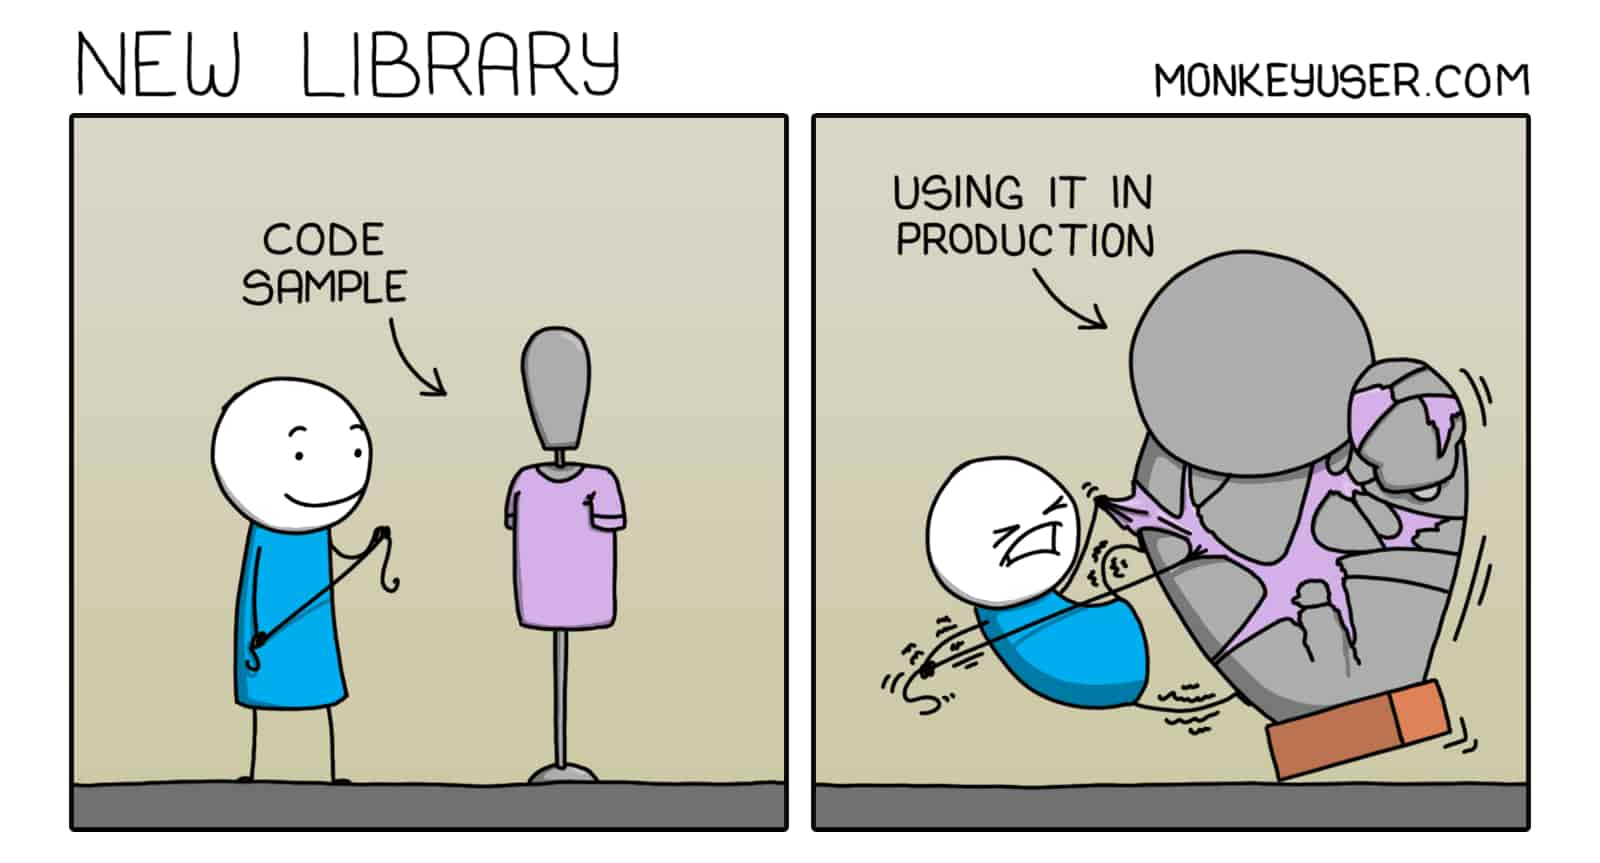 NEW LIBRARY
MONKEYUSER.COM
CODE
SAMPLE
USING IT IN
PRODUCTION